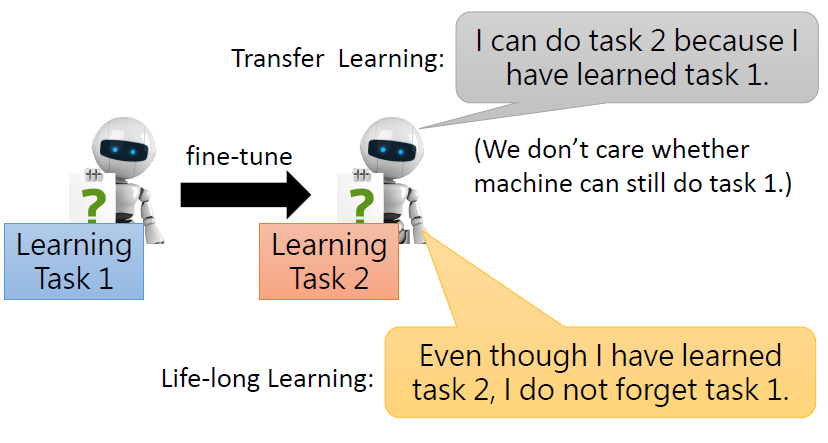 Transfer Learning:
I can do task 2 because I
have learned task 1.
(We don’t care whether
machine can still do task 1.)
fine-tune
?
Learning
Task 1
?
Learning
Task 2
Life-long Learning:
Even though I have learned
task 2, I do not forget task 1.